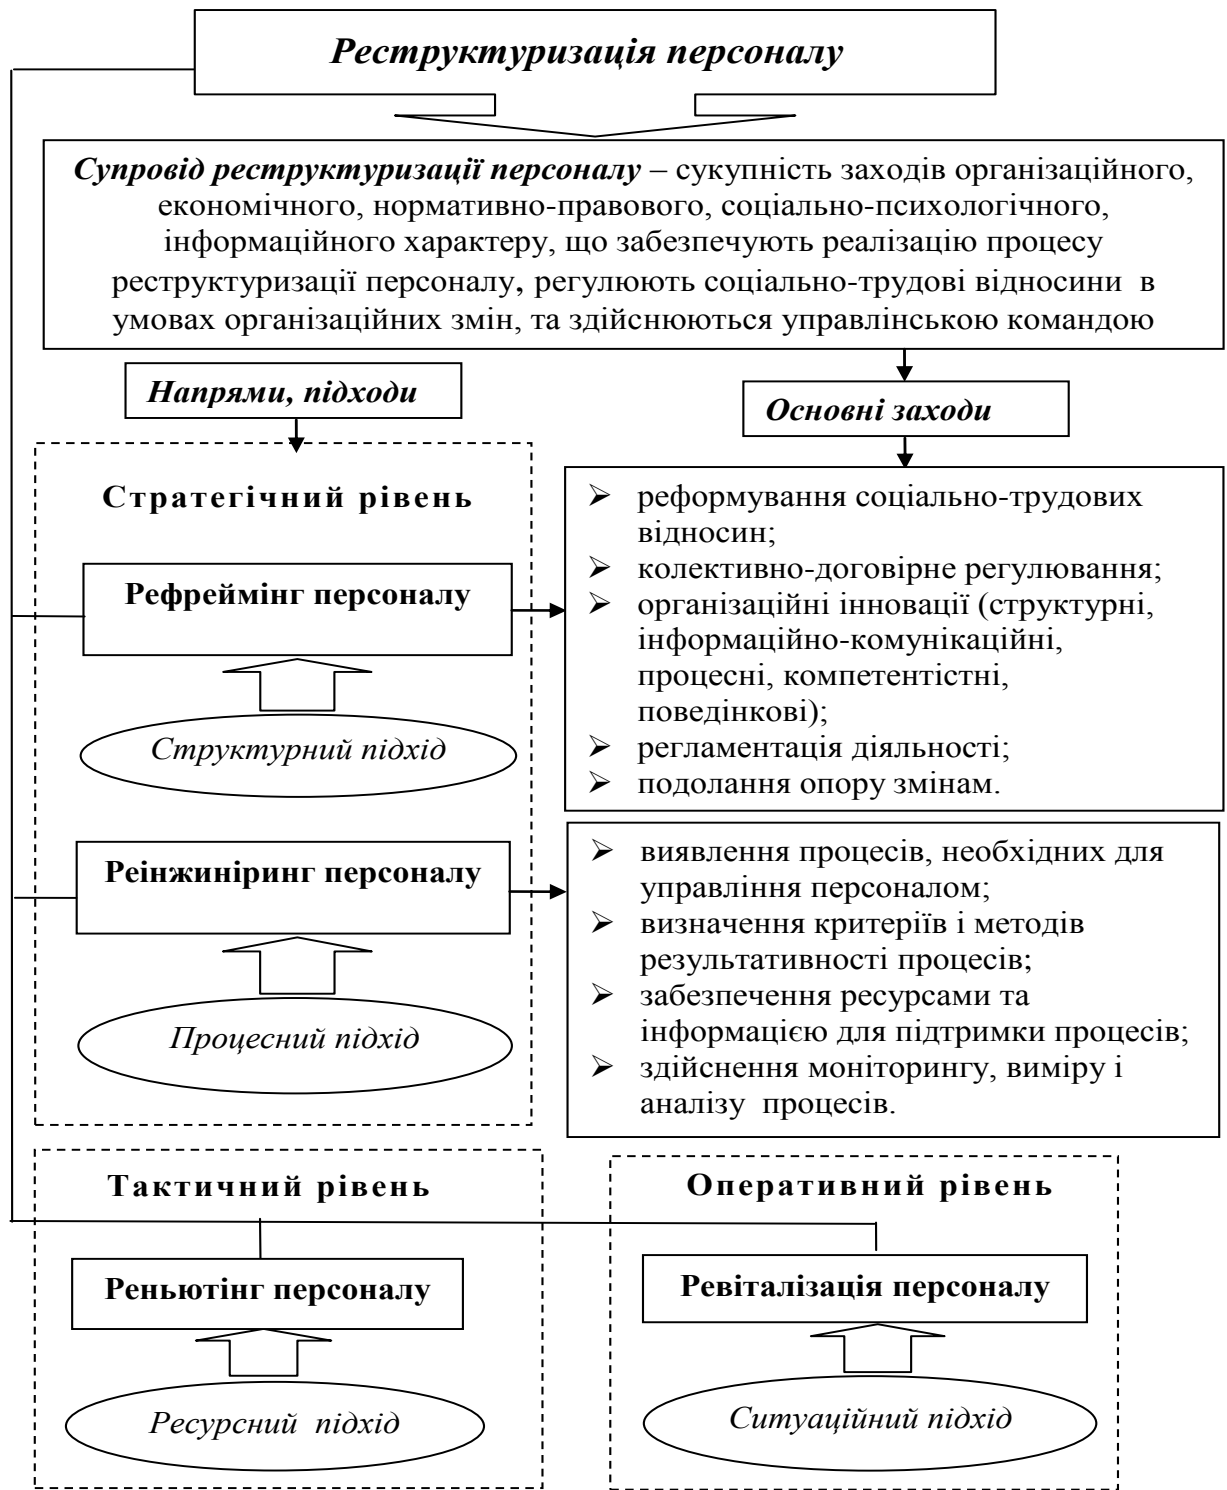 Реструктуризація персоналу
Супровід реструктуризації персоналу – сукупність заходів організаційного,
економічного, нормативно-правового, соціально-психологічного,
інформаційного характеру, що забезпечують реалізацію процесу
реструктуризації персоналу, регулюють соціально-трудові відносини в
умовах організаційних змін, та здійснюються управлінською командою
Напрями, підходи
Основні заходи
Стратегічний рівень
Рефреймінг персоналу
Структурний підхід
➢ реформування соціально-трудових
відносин;
➢ колективно-договірне регулювання;
➢ організаційні інновації (структурні,
інформаційно-комунікаційні,
процесні, компетентістні,
поведінкові);
➢ регламентація діяльності;
➢ подолання опору змінам.
Реінжиніринг персоналу
Процесний підхід
➢ виявлення процесів, необхідних для
управління персоналом;
➢ визначення критеріїв і методів
результативності процесів;
➢ забезпечення ресурсами та
інформацією для підтримки процесів;
➢ здійснення моніторингу, виміру і
аналізу процесів.
Тактичний рівень
Реньютінг персоналу
Ресурсний підхід
Оперативний рівень
Ревіталізація персоналу
Ситуаційний підхід